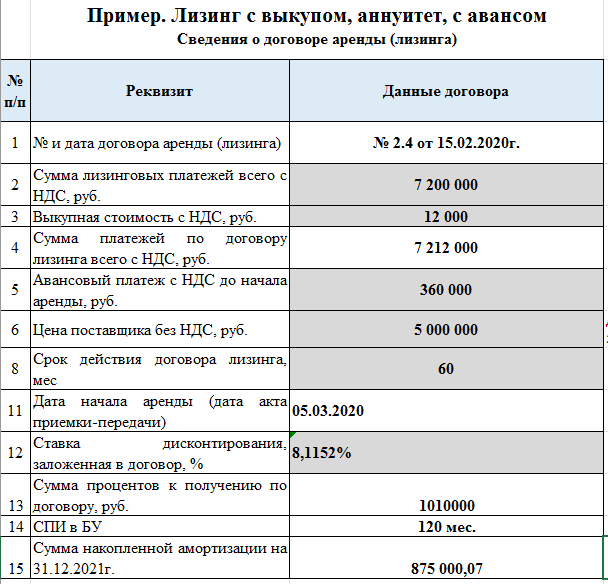 Пример. Лизинг с выкупом, аннуитет, с авансом
Сведения о договоре аренды (лизинга)
№
п/п
Реквизит
Данные договора
1
№ и дата договора аренды (лизинга)
№ 2.4 от 15.02.2020г.
2
Сумма лизинговых платежей всего с
НДС, руб.
7 200 000
3
Выкупная стоимость с НДС, руб.
12 000
4
Сумма платежей по договору
лизинга всего с НДС, руб.
7 212 000
5
Авансовый платеж с НДС до начала
аренды, руб.
360 000
6
Цена поставщика без НДС, руб.
5 000 000
8
Срок действия договора лизинга,
мес
60
11
Дата начала аренды (дата акта
приемки-передачи)
05.03.2020
12
Ставка дисконтирования,
заложенная в договор, %
8,1152%
13
Сумма процентов к получению по
договору, руб.
1010000
14
СПИ в БУ
120 мес.
15
Сумма накопленной амортизации на
31.12.2021г.
875 000,07